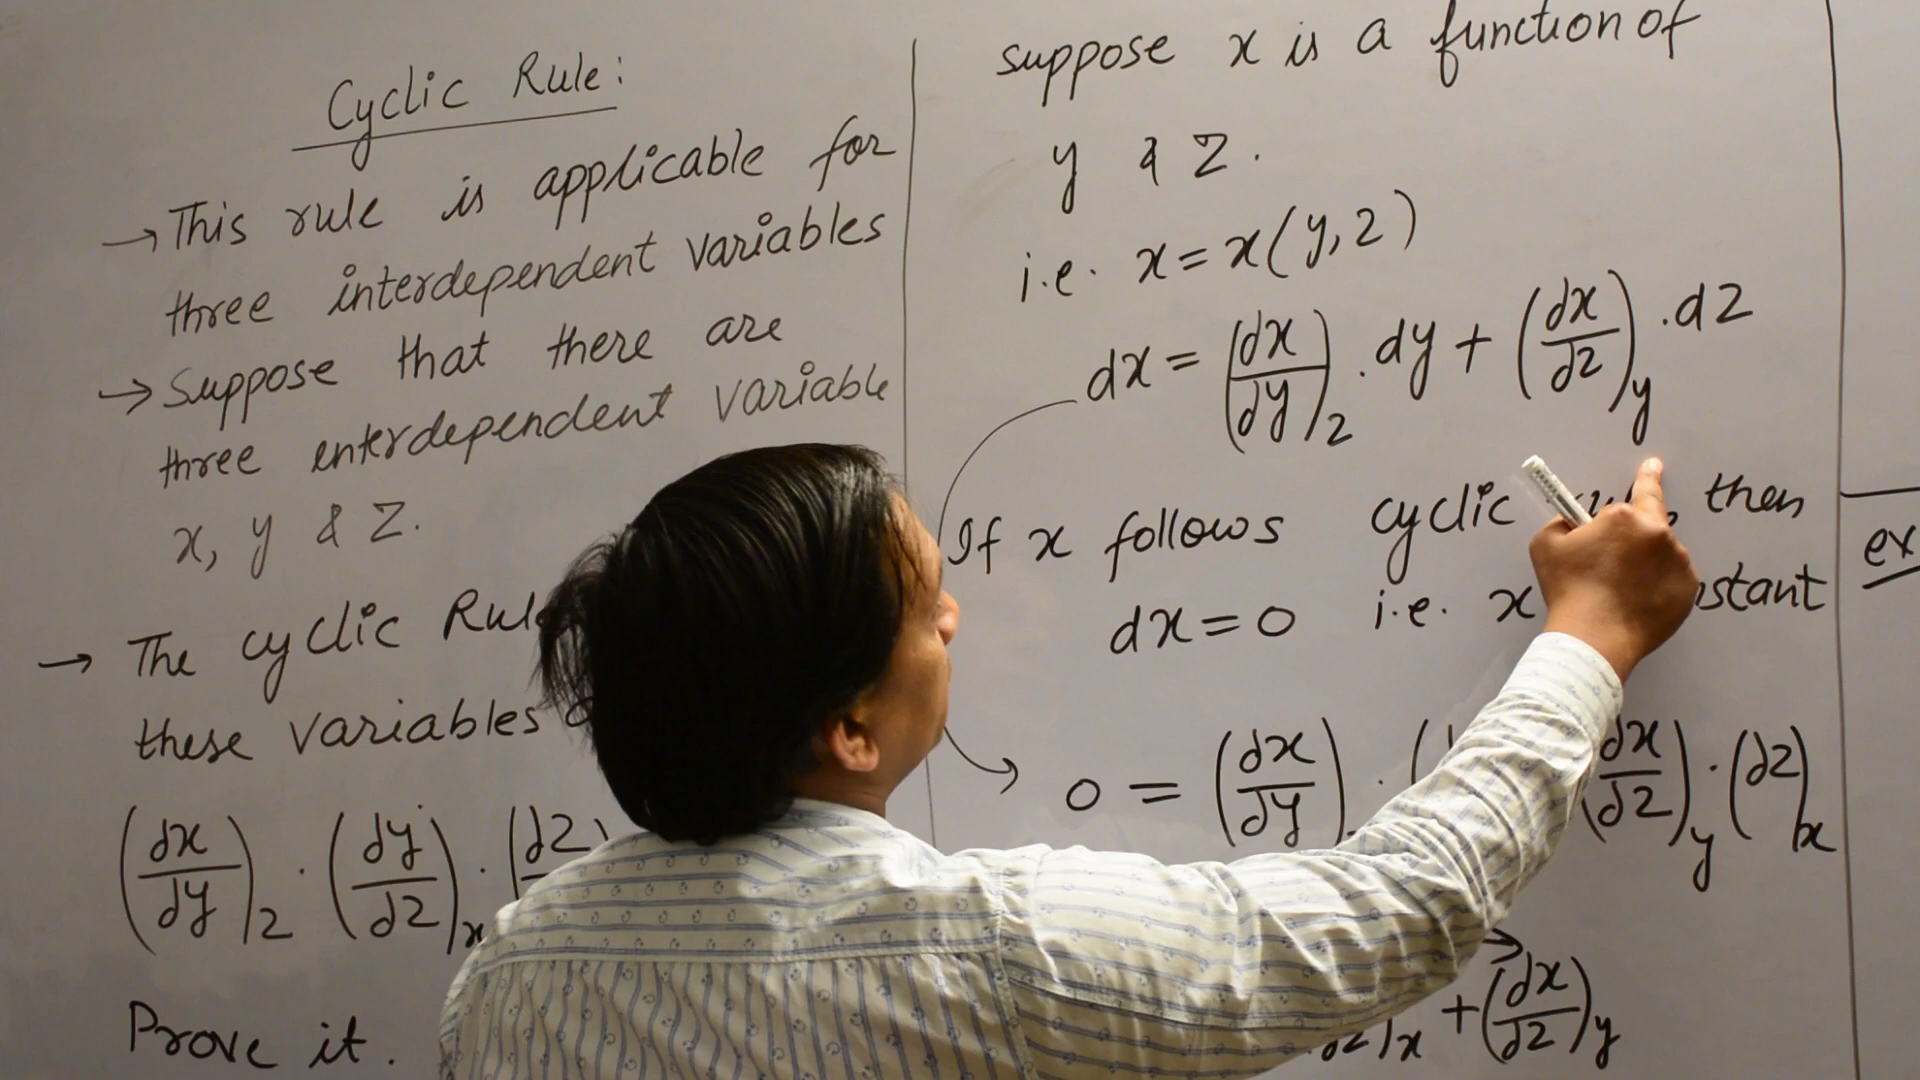 Cyclic Rule:
→ This rule is applicable for
three interdependent variables
→ Suppose that there are
three enterdependent variable
x, y & Z.
→ The cyclic Rule
these variables
(∂x/∂y)z · (∂y/∂z)x · (∂z
Prove it.
suppose x is a function of
y & Z.
i.e. x = x(y, z)
dx = (∂x/∂y)z . dy + (∂x/∂z)y . dz
If x follows cyclic then
dx = 0 i.e. x
→ 0 = (∂x/∂y) · ( ∂x/∂z)y · (∂z)x
∂z)x + (∂x/∂z)y
ex